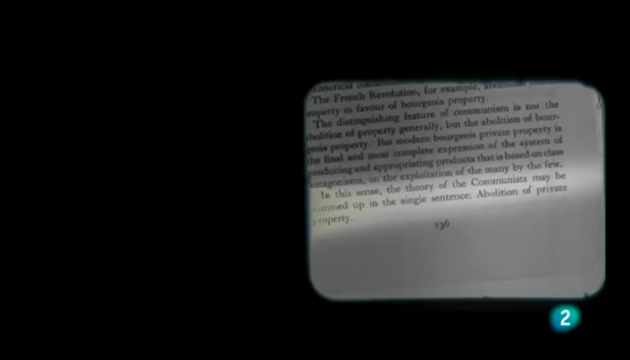 The French Revolution, for example,
in favour of bourgeois property.
The distinguishing feature of communism is not the
abolition of property generally, but the abolition of bour-
geois property. But modern bourgeois private property is
the final and most complete expression of the system of
producing and appropriating products that is based on class
antagonisms, on the exploitation of the many by the few.
In this sense, the theory of the Communists may be
summed up in the single sentence: Abolition of private
property.
136
2